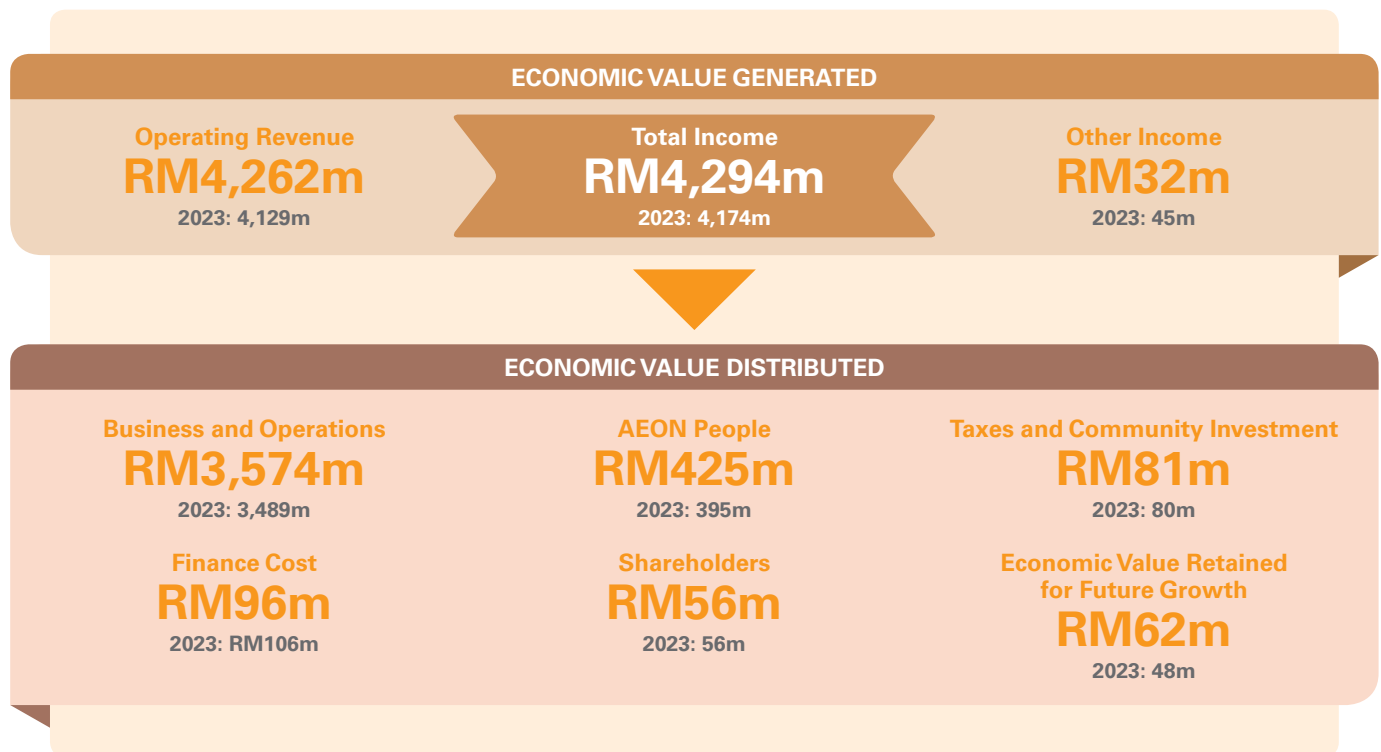 ECONOMIC VALUE GENERATED
Operating Revenue
RM4,262m
2023: 4,129m
Total Income
RM4,294m
2023: 4,174m
Other Income
RM32m
2023: 45m
ECONOMIC VALUE DISTRIBUTED
Business and Operations
RM3,574m
2023: 3,489m
AEON People
RM425m
2023: 395m
Taxes and Community Investment
RM81m
2023: 80m
Finance Cost
RM96m
2023: RM106m
Shareholders
RM56m
2023: 56m
Economic Value Retained
for Future Growth
RM62m
2023: 48m